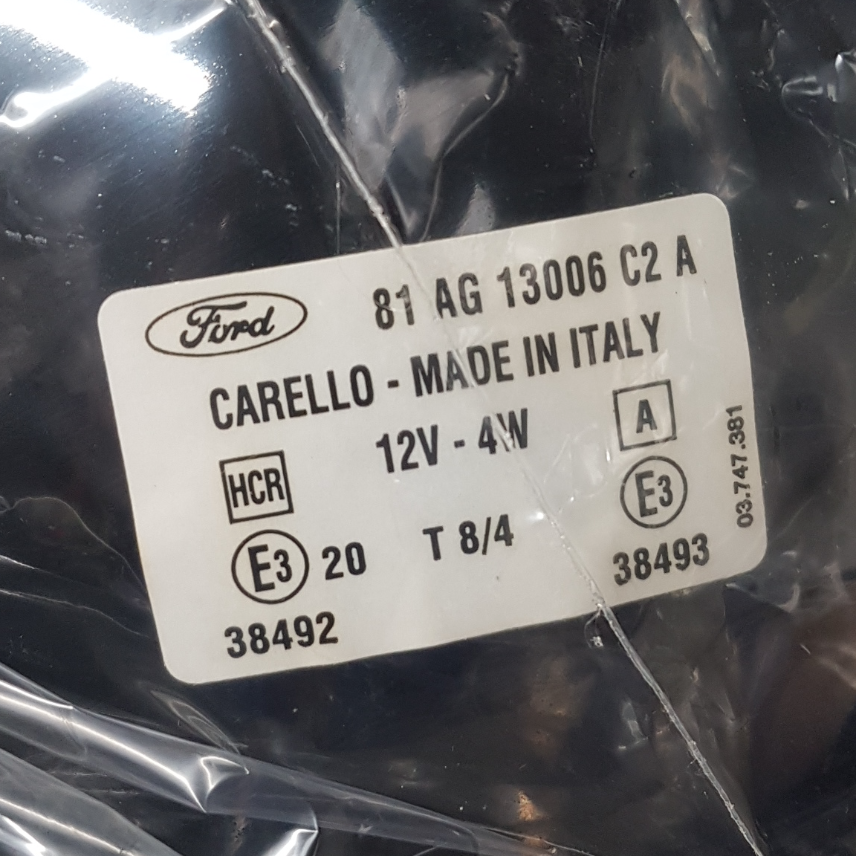 Ford 81 AG 13006 C2 A
CARELLO - MADE IN ITALY
12V - 4W A
HCR
E3 20 T 8/4 E3
38492 38493
03.747.381